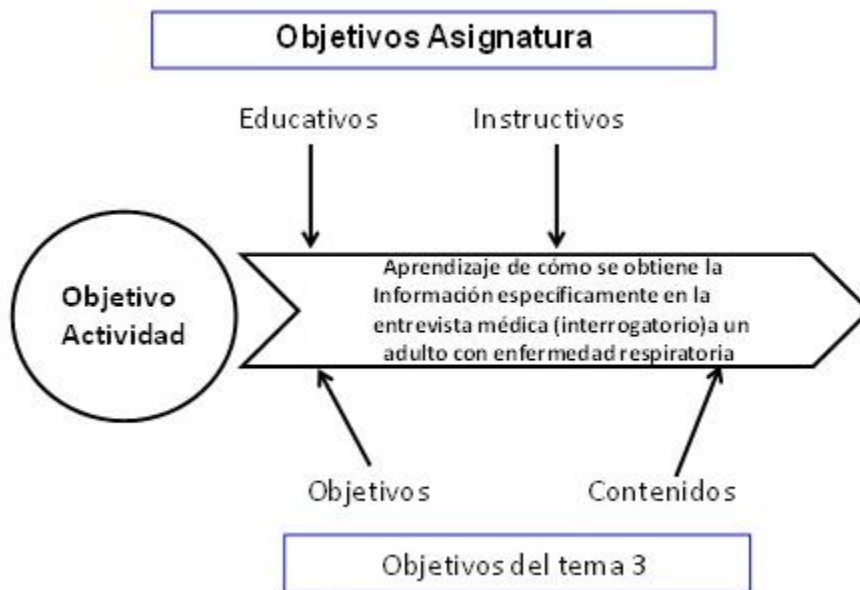 Objetivos Asignatura
Educativos
Instructivos
Objetivo
Actividad
Aprendizaje de cómo se obtiene la
Información específicamente en la
entrevista médica (interrogatorio)a un
adulto con enfermedad respiratoria
Objetivos
Contenidos
Objetivos del tema 3